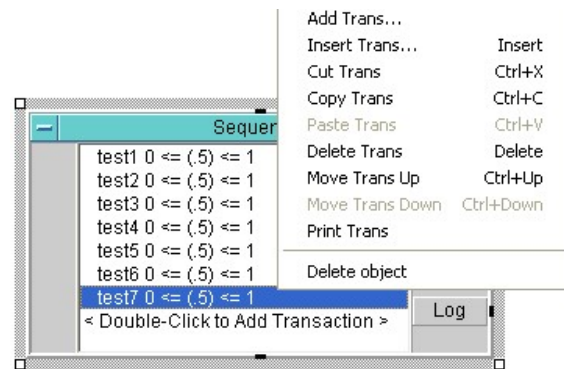 Add Trans...
Insert Trans... Insert
Cut Trans Ctrl+X
Copy Trans Ctrl+C
Paste Trans Ctrl+V
Delete Trans Delete
Move Trans Up Ctrl+Up
Move Trans Down Ctrl+Down
Print Trans
Delete object
Sequen
test1 0 <= (.5) <= 1
test2 0 <= (.5) <= 1
test3 0 <= (.5) <= 1
test4 0 <= (.5) <= 1
test5 0 <= (.5) <= 1
test6 0 <= (.5) <= 1
test7 0 <= (.5) <= 1
< Double-Click to Add Transaction >
Log